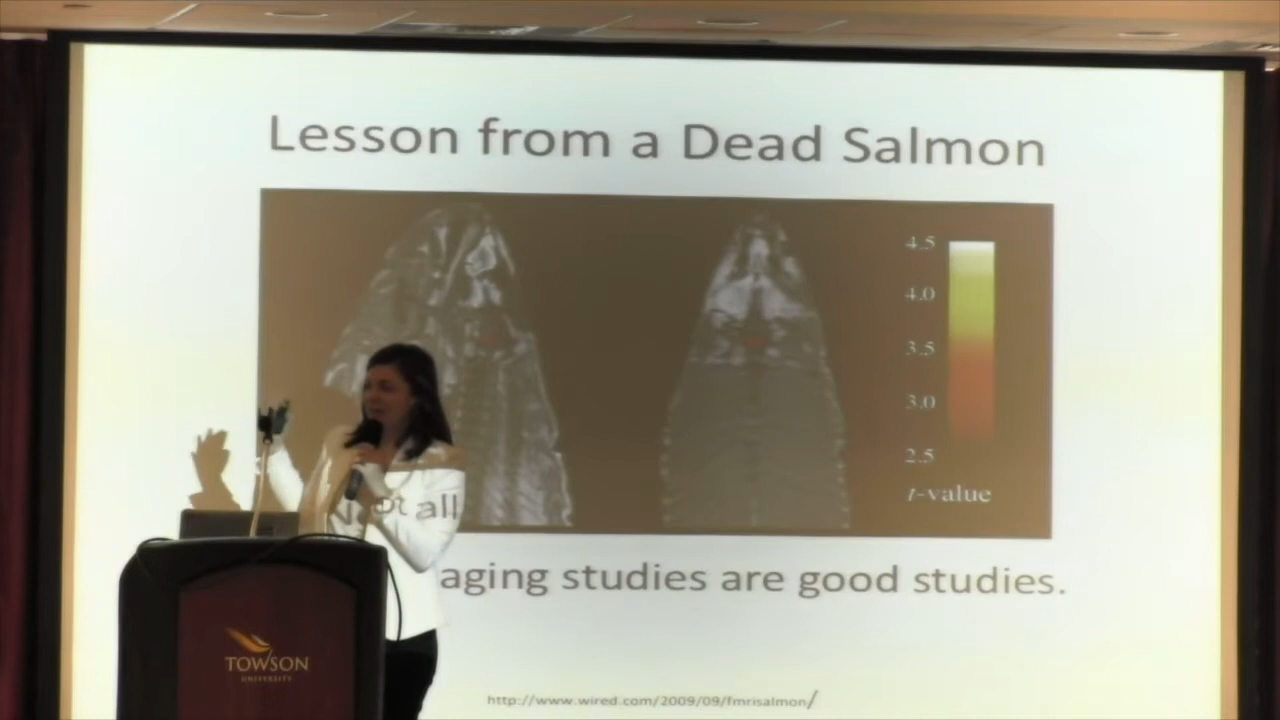 Lesson from a Dead Salmon
4.5
4.0
3.5
3.0
2.5
t-value
Not all
aging studies are good studies.
http://www.wired.com/2009/09/fmrisalmon/
TOWSON
UNIVERSITY